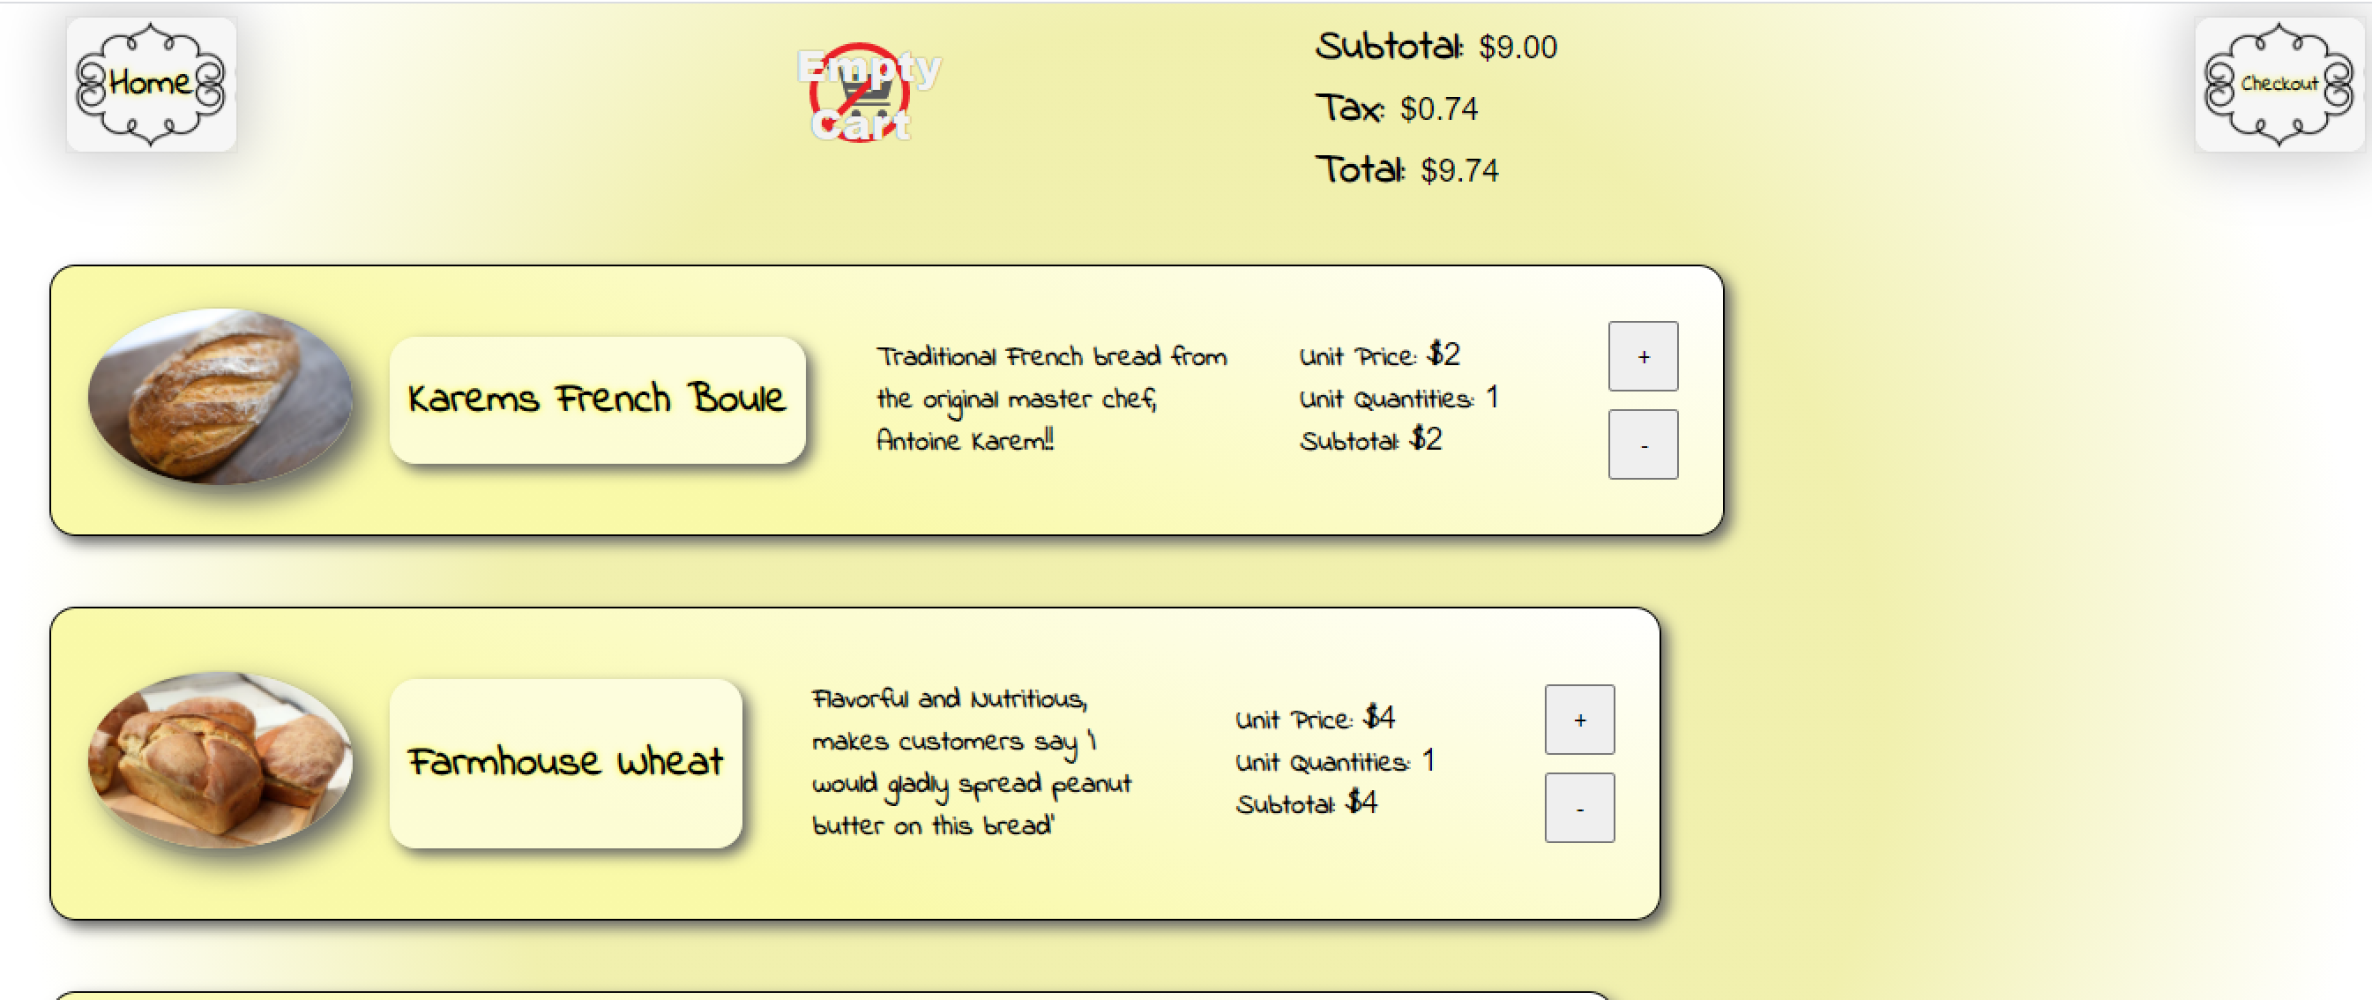 Home
Empty
Cart
Subtotal: $9.00
Tax: $0.74
Total: $9.74
Checkout
Karems French Boule
Traditional French bread from
the original master chef,
Antoine Karem!!
Unit Price: $2
Unit Quantities: 1
Subtotal: $2
+
-
Farmhouse Wheat
Flavorful and Nutritious,
makes customers say 'I
would gladly spread peanut
butter on this bread'
Unit Price: $4
Unit Quantities: 1
Subtotal: $4
+
-